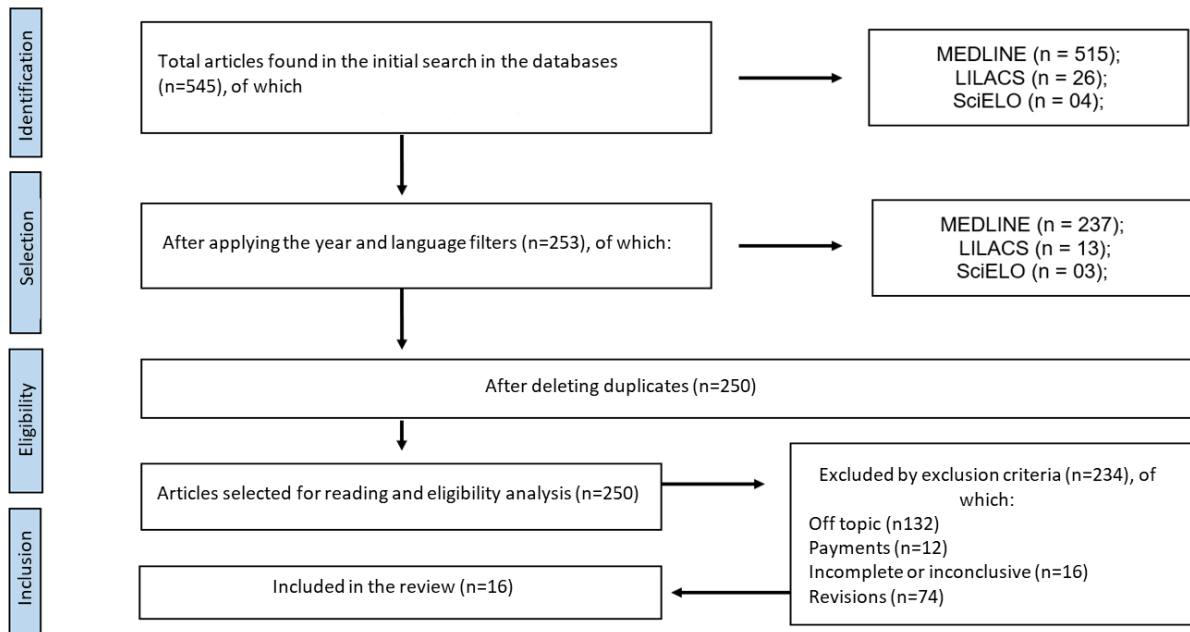 Identification
Total articles found in the initial search in the databases
(n=545), of which
MEDLINE (n = 515);
LILACS (n = 26);
SciELO (n = 04);
Selection
After applying the year and language filters (n=253), of which:
MEDLINE (n = 237);
LILACS (n = 13);
SciELO (n = 03);
Eligibility
After deleting duplicates (n=250)
Articles selected for reading and eligibility analysis (n=250)
Excluded by exclusion criteria (n=234), of
which:
Off topic (n132)
Payments (n=12)
Incomplete or inconclusive (n=16)
Revisions (n=74)
Inclusion
Included in the review (n=16)